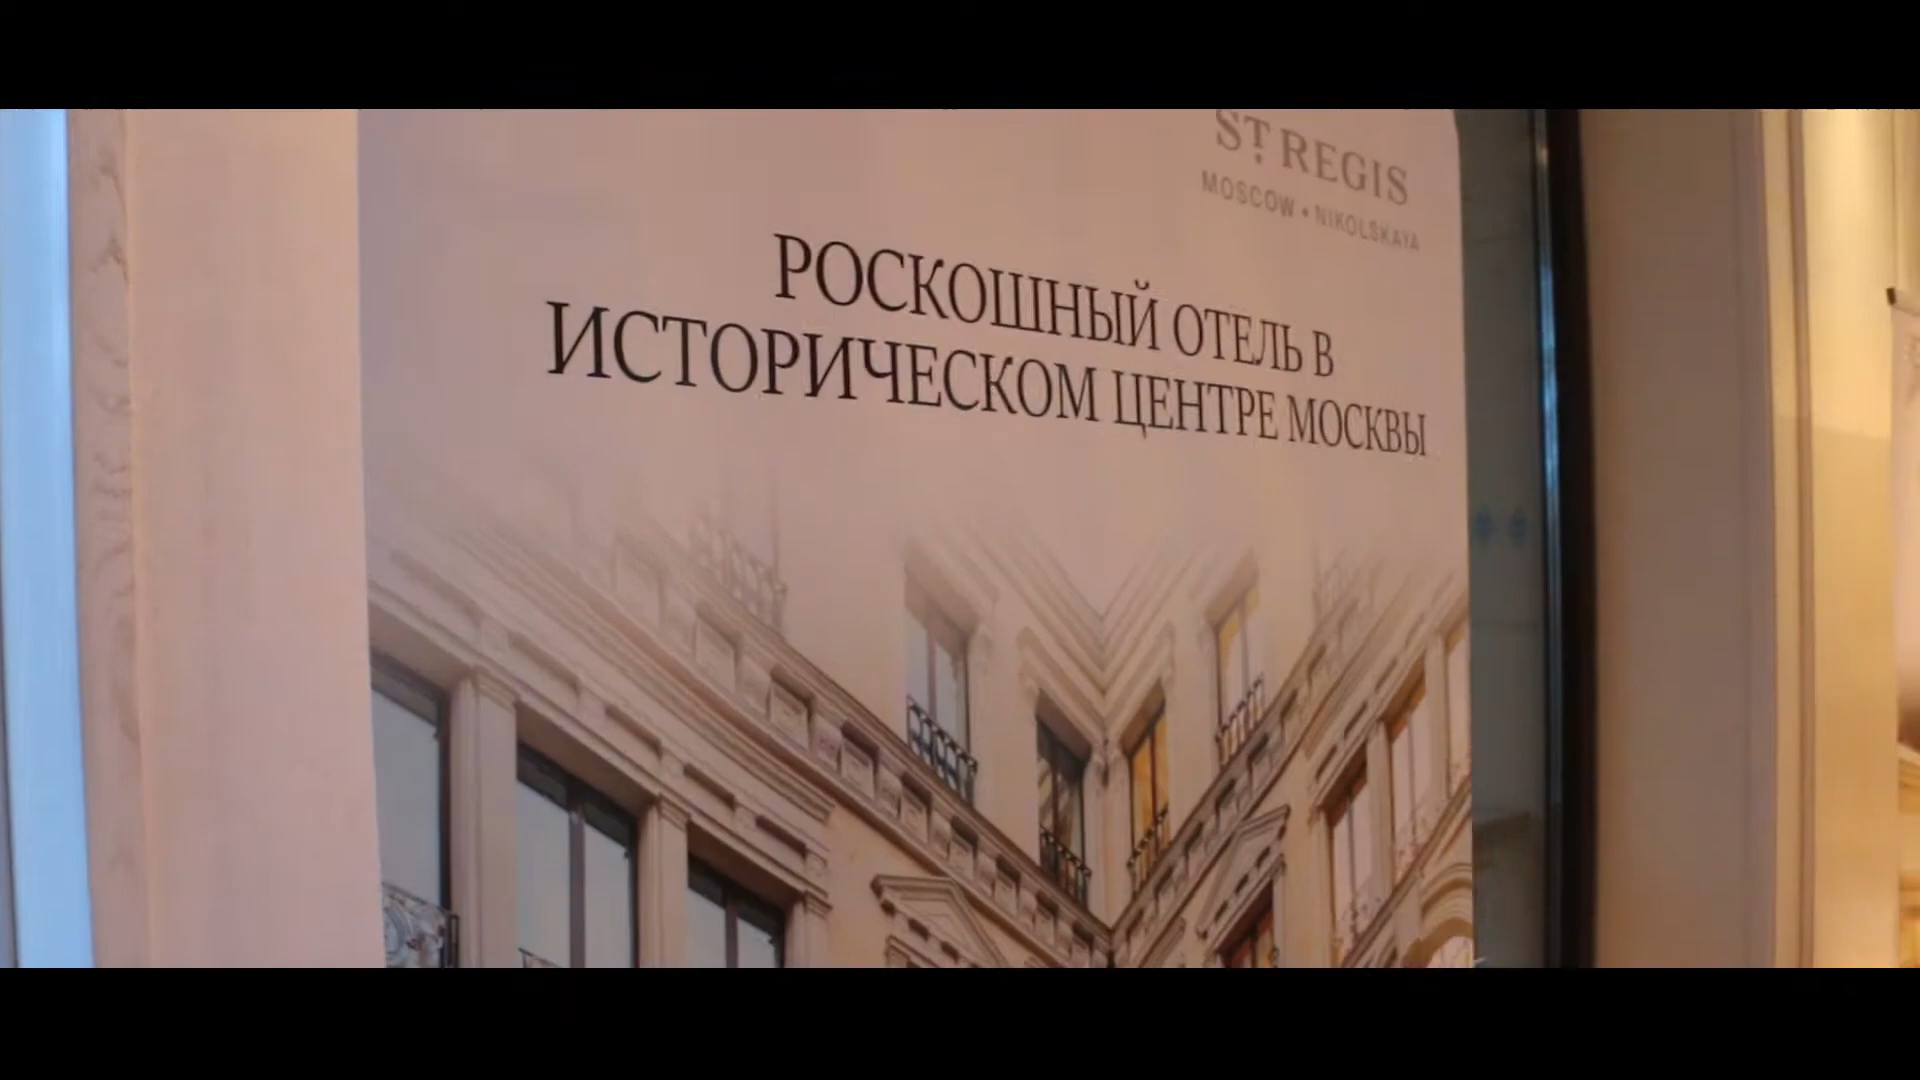 ST. REGIS
MOSCOW • NIKOLSKAYA
РОСКОШНЫЙ ОТЕЛЬ В
ИСТОРИЧЕСКОМ ЦЕНТРЕ МОСКВЫ